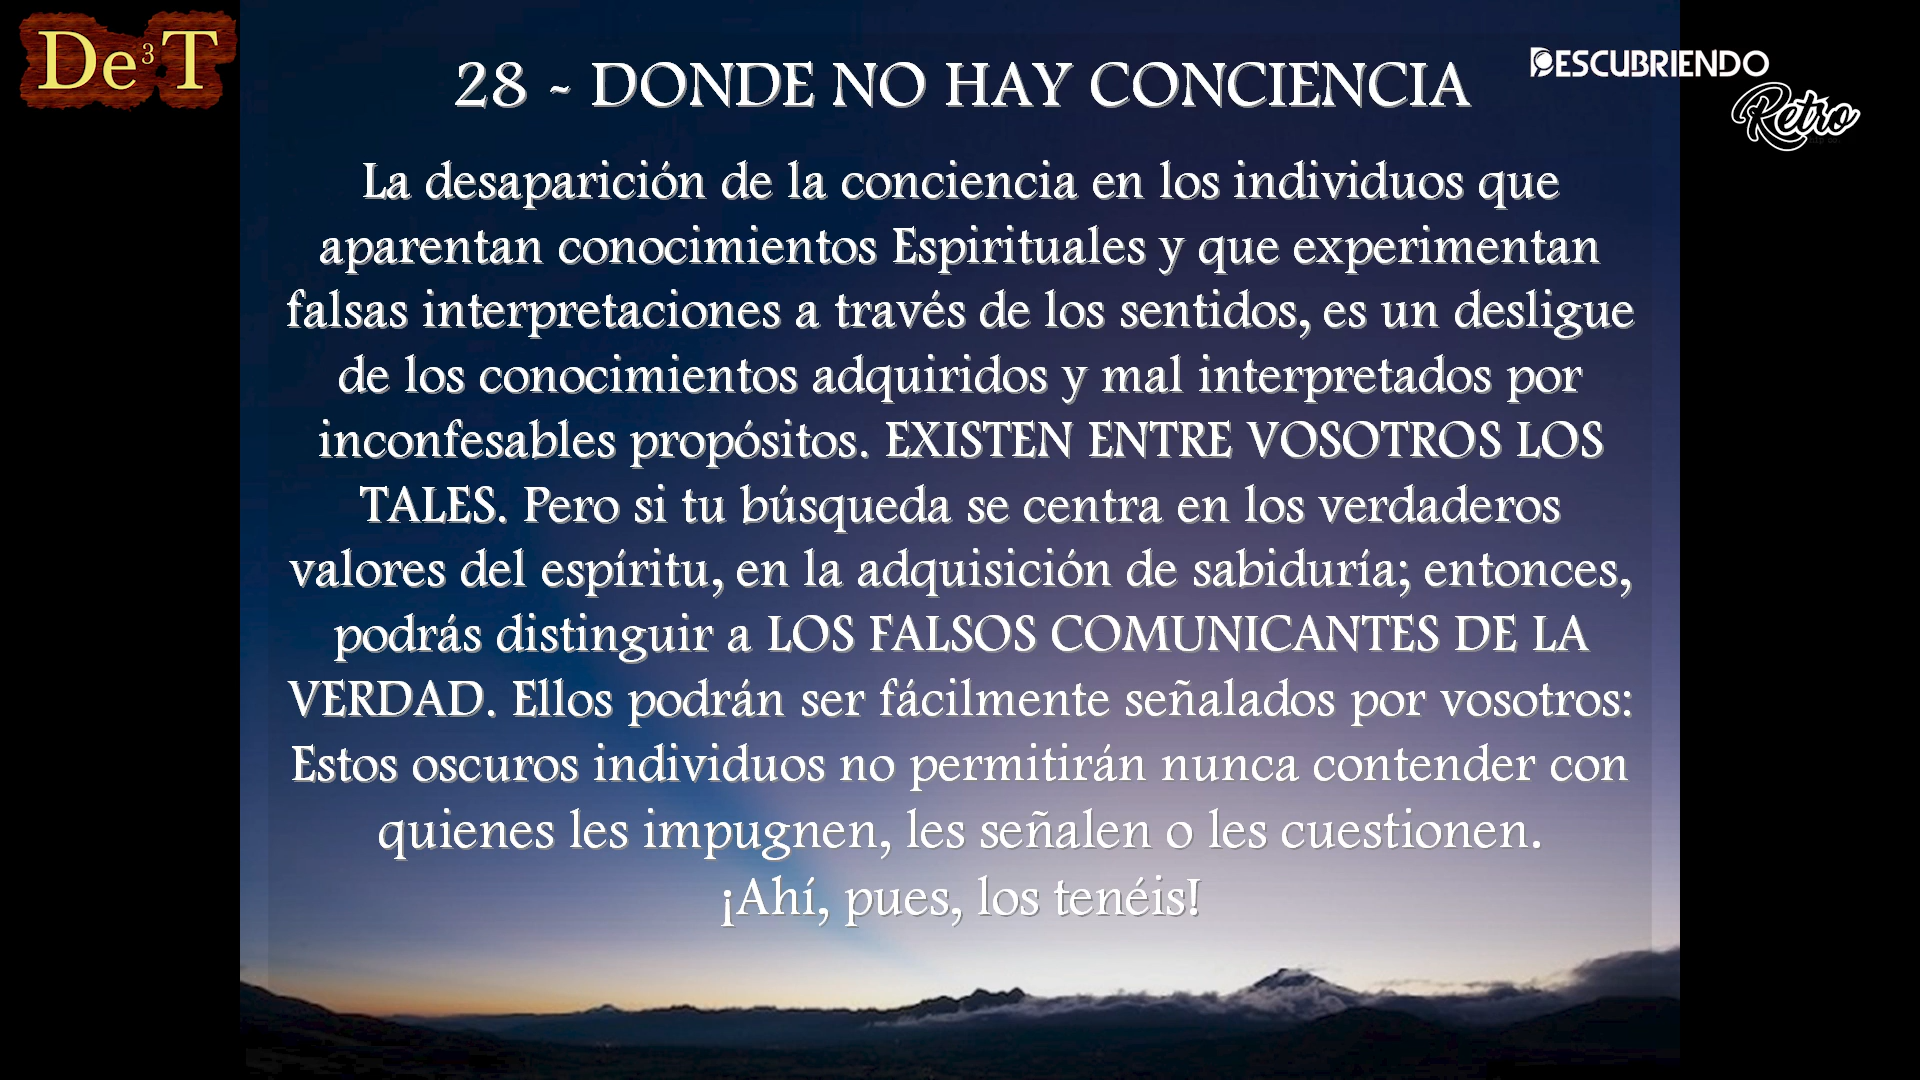 De³T
28 - DONDE NO HAY CONCIENCIA
DESCUBRIENDO
Retro
La desaparición de la conciencia en los individuos que
aparentan conocimientos Espirituales y que experimentan
falsas interpretaciones a través de los sentidos, es un desligue
de los conocimientos adquiridos y mal interpretados por
inconfesables propósitos. EXISTEN ENTRE VOSOTROS LOS
TALES. Pero si tu búsqueda se centra en los verdaderos
valores del espíritu, en la adquisición de sabiduría; entonces,
podrás distinguir a LOS FALSOS COMUNICANTES DE LA
VERDAD. Ellos podrán ser fácilmente señalados por vosotros:
Estos oscuros individuos no permitirán nunca contender con
quienes les impugnen, les señalen o les cuestionen.
¡Ahí, pues, los tenéis!